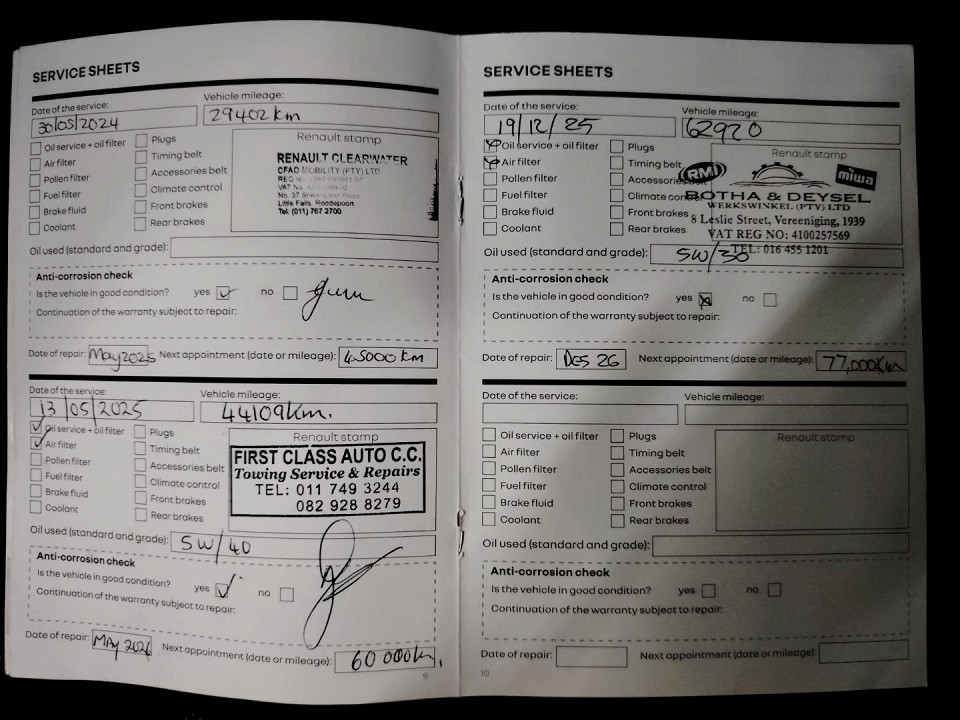 SERVICE SHEETS
Date of the service:
Vehicle mileage:
30/05/2024
29402 km
Oil service + oil filter
Plugs
Air filter
Timing belt
Pollen filter
Accessories belt
Fuel filter
Climate control
Brake fluid
Front brakes
Coolant
Rear brakes
Renault stamp
RENAULT CLEARWATER
CFAO MOBILITY (PTY) LTD
Little Falls, Roodepoort
Tel: (011) 767 2700
Oil used (standard and grade):
Anti-corrosion check
Is the vehicle in good condition? yes no
Continuation of the warranty subject to repair:
Date of repair: May 2025 Next appointment (date or mileage): 45000 km
Date of the service:
Vehicle mileage:
13/05/2025
44109km.
Oil service + oil filter
Plugs
Air filter
Timing belt
Pollen filter
Accessories belt
Fuel filter
Climate control
Brake fluid
Front brakes
Coolant
Rear brakes
Renault stamp
FIRST CLASS AUTO C.C.
Towing Service & Repairs
TEL: 011 749 3244
082 928 8279
Oil used (standard and grade): 5W/40
Anti-corrosion check
Is the vehicle in good condition? yes no
Continuation of the warranty subject to repair:
Date of repair: MAY 2026 Next appointment (date or mileage): 60 000km.
9
SERVICE SHEETS
Date of the service:
Vehicle mileage:
19/12/25
62920
Oil service + oil filter
Plugs
Air filter
Timing belt
Pollen filter
Accessories
Fuel filter
Climate control
Brake fluid
Front brakes
Coolant
Rear brakes
Renault stamp
RMI
miwa
BOTHA & DEYSEL
WERKSWINKEL (PTY) LTD
8 Leslie Street, Vereeniging, 1939
VAT REG NO: 4100257569
TEL: 016 455 1201
Oil used (standard and grade): 5W/30
Anti-corrosion check
Is the vehicle in good condition? yes no
Continuation of the warranty subject to repair:
Date of repair: DES 26 Next appointment (date or mileage): 77,000Km
Date of the service:
Vehicle mileage:
Oil service + oil filter
Plugs
Air filter
Timing belt
Pollen filter
Accessories belt
Fuel filter
Climate control
Brake fluid
Front brakes
Coolant
Rear brakes
Renault stamp
Oil used (standard and grade):
Anti-corrosion check
Is the vehicle in good condition? yes no
Continuation of the warranty subject to repair:
Date of repair: Next appointment (date or mileage):
10